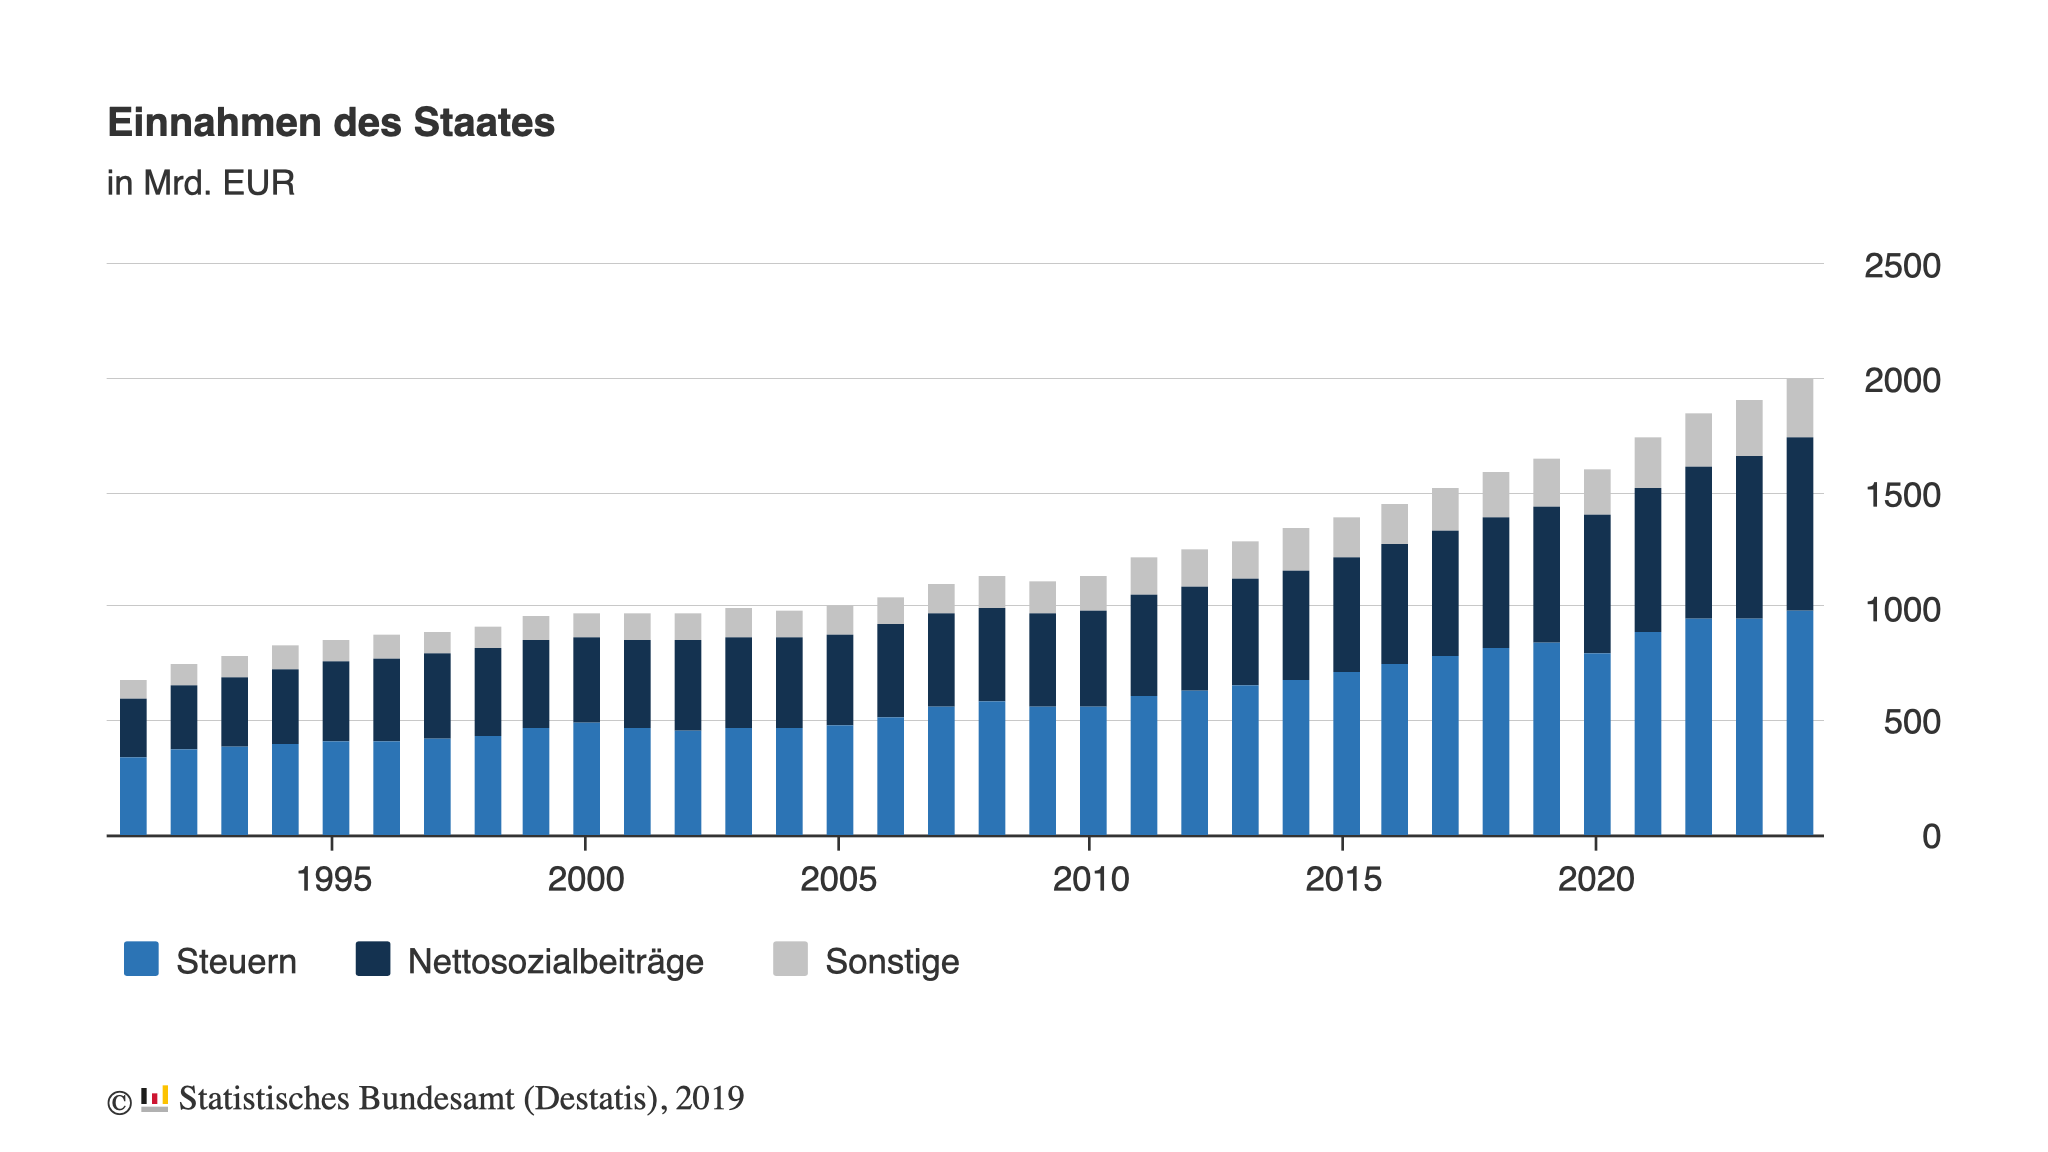 Einnahmen des Staates
in Mrd. EUR
2500
2000
1500
1000
500
0
1995 2000 2005 2010 2015 2020
Steuern Nettosozialbeiträge Sonstige
© Statistisches Bundesamt (Destatis), 2019